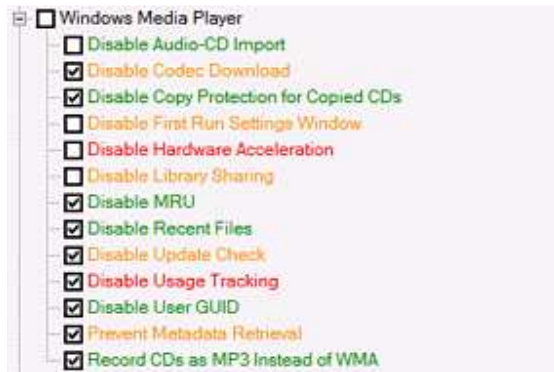 Windows Media Player
Disable Audio-CD Import
Disable Codec Download
Disable Copy Protection for Copied CDs
Disable First Run Settings Window
Disable Hardware Acceleration
Disable Library Sharing
Disable MRU
Disable Recent Files
Disable Update Check
Disable Usage Tracking
Disable User GUID
Prevent Metadata Retrieval
Record CDs as MP3 Instead of WMA